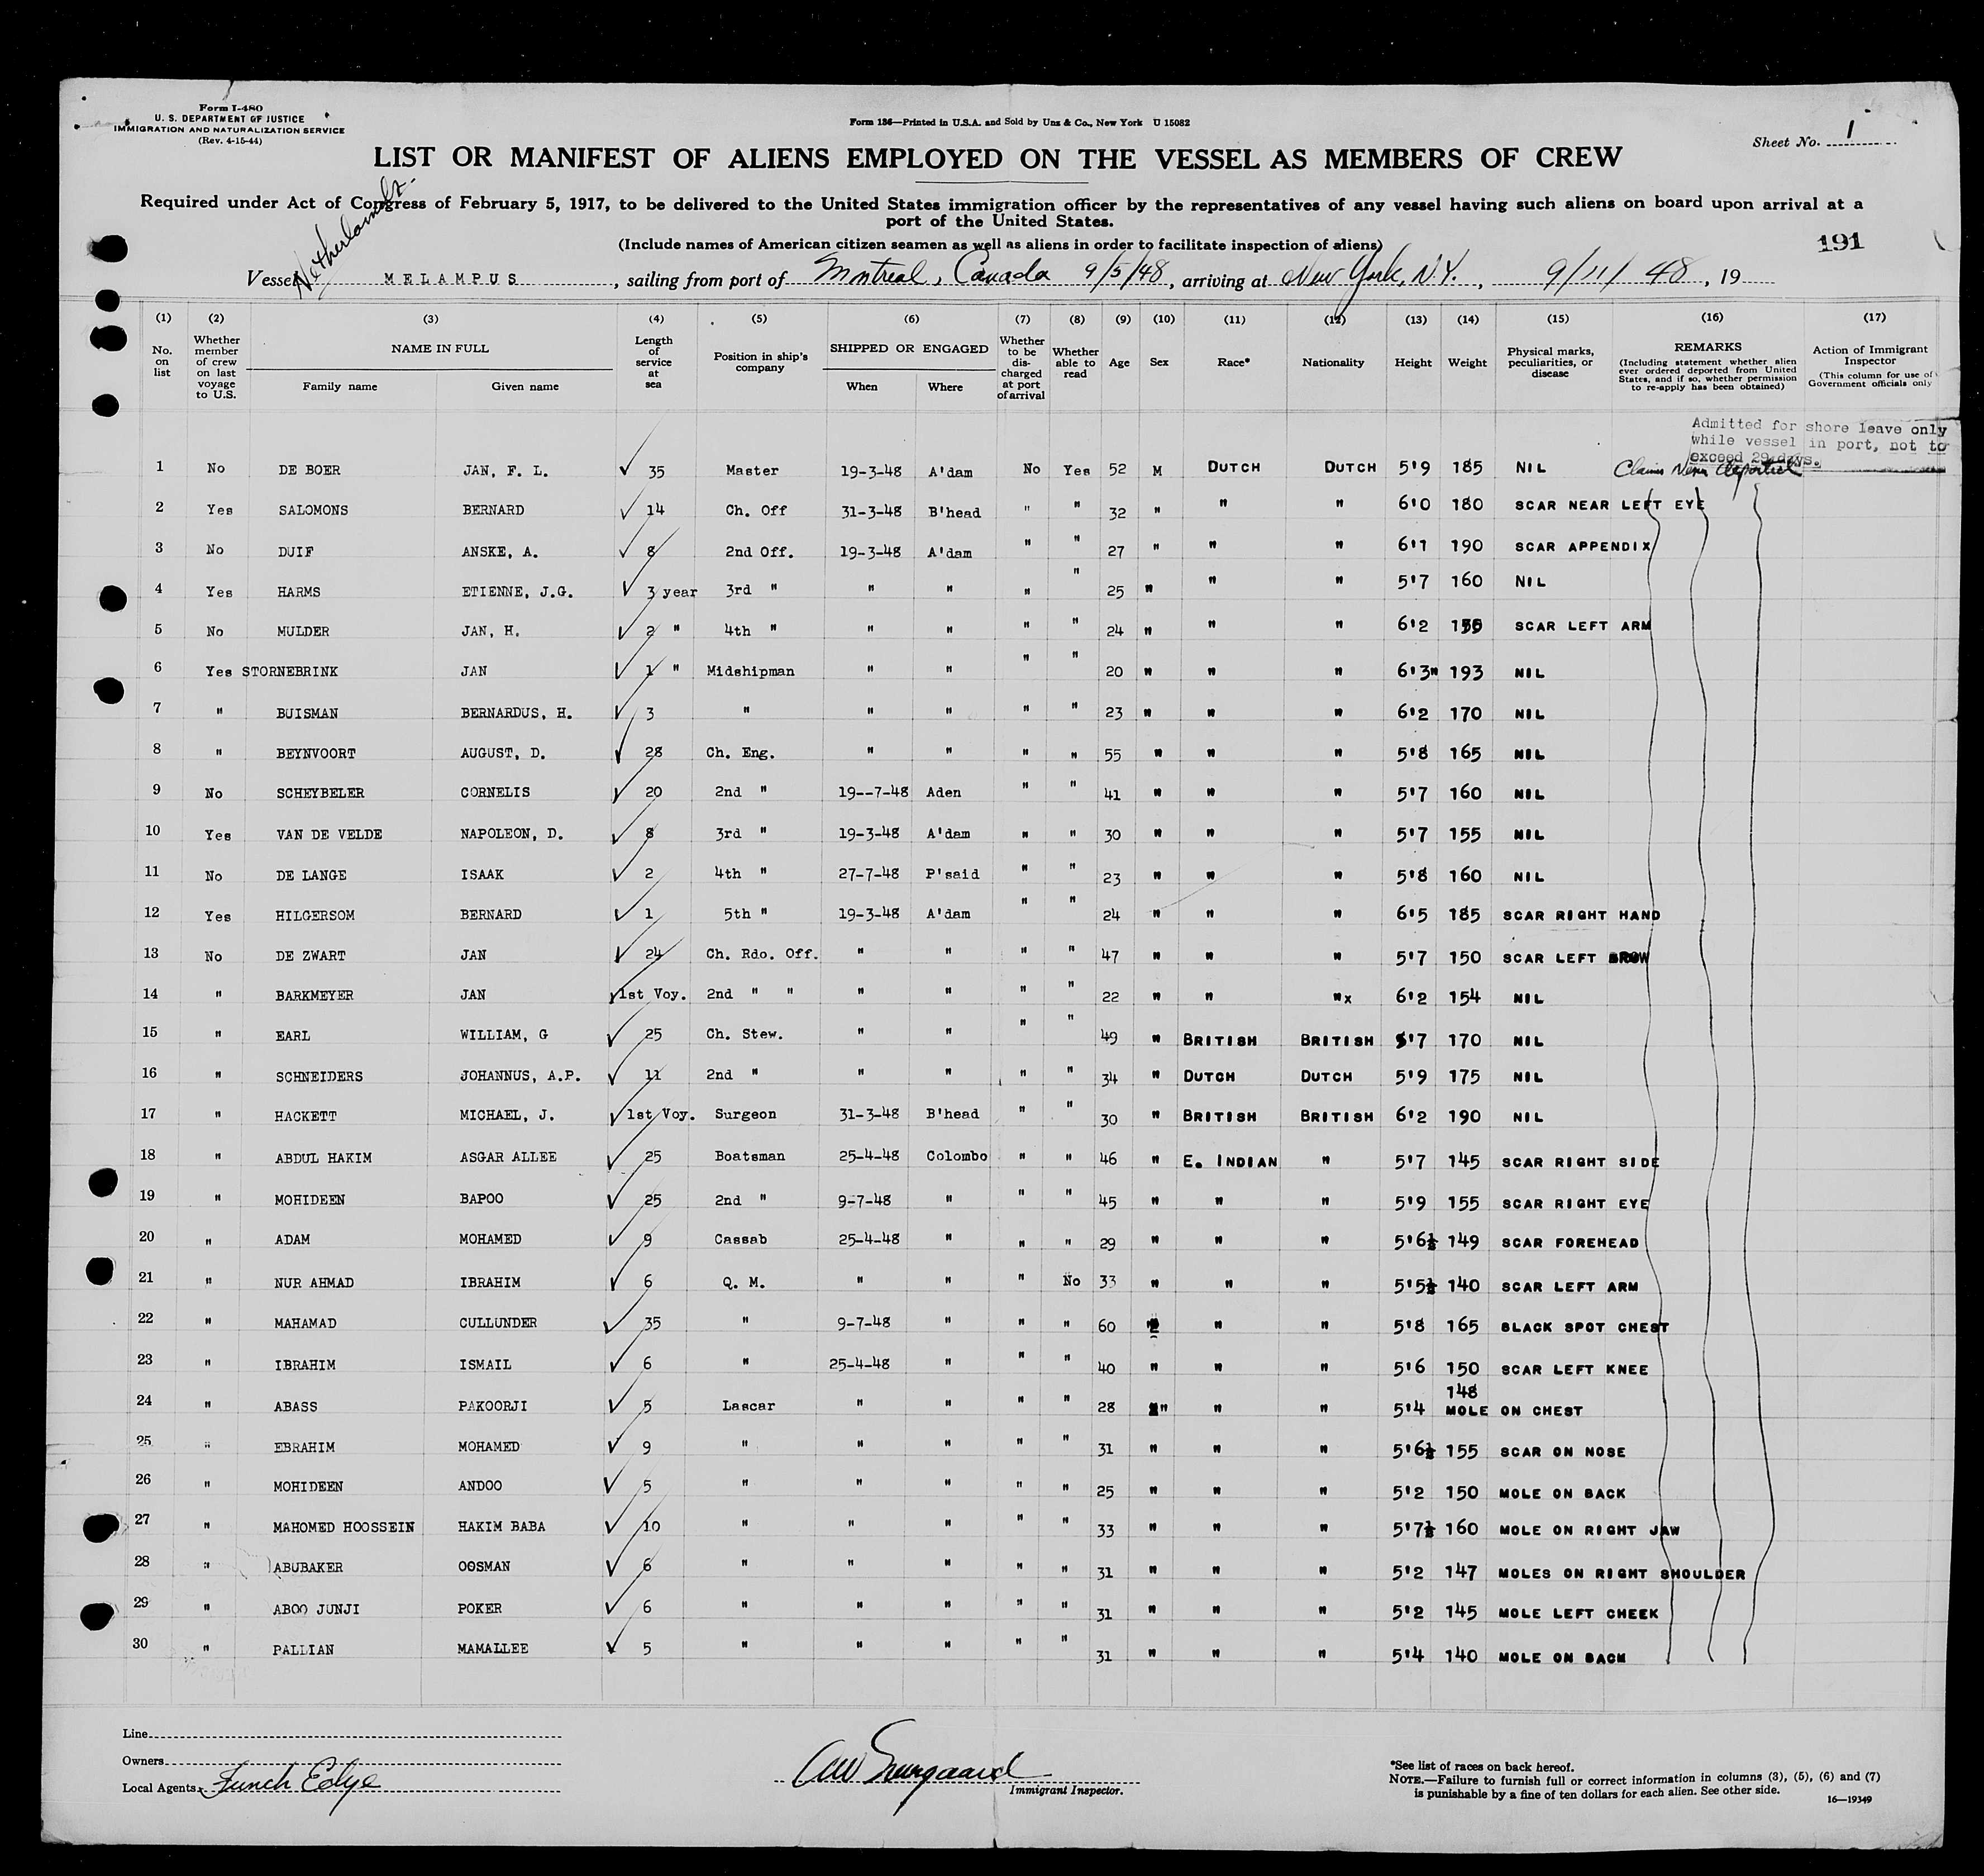 Form I-480
U. S. DEPARTMENT OF JUSTICE
IMMIGRATION AND NATURALIZATION SERVICE
(Rev. 4-15-44)
Form 136—Printed in U.S.A. and Sold by Unz & Co., New York U 15082
Sheet No. 1
LIST OR MANIFEST OF ALIENS EMPLOYED ON THE VESSEL AS MEMBERS OF CREW
Required under Act of Congress of February 5, 1917, to be delivered to the United States immigration officer by the representatives of any vessel having such aliens on board upon arrival at a
port of the United States.
(Include names of American citizen seamen as well as aliens in order to facilitate inspection of aliens)
191
Vessel MELAMPUS, sailing from port of Montreal, Canada 9/5/48, arriving at New York, N.Y., 9/11/48, 19
(1) (2) (3) (4) (5) (6) (7) (8) (9) (10) (11) (12) (13) (14) (15) (16) (17)
No. on list
Whether member of crew on last voyage to U.S.
NAME IN FULL
Family name Given name
Length of service at sea
Position in ship's company
SHIPPED OR ENGAGED
When Where
Whether to be discharged at port of arrival
Whether able to read
Age
Sex
Race*
Nationality
Height
Weight
Physical marks, peculiarities, or disease
REMARKS
(Including statement whether alien ever ordered deported from United States, and if so, whether permission to re-apply has been obtained)
Action of Immigrant Inspector
(This column for use of Government officials only
Admitted for shore leave only
while vessel in port, not to
exceed 29 days.
1 No DE BOER JAN, F. L. 35 Master 19-3-48 A'dam No Yes 52 M DUTCH DUTCH 5'9 185 NIL Claims Never deported
2 Yes SALOMONS BERNARD 14 Ch. Off 31-3-48 B'head " " 32 " " " 6'0 180 SCAR NEAR LEFT EYE
3 No DUIF ANSKE, A. 8 2nd Off. 19-3-48 A'dam " " 27 " " " 6'1 190 SCAR APPENDIX
4 Yes HARMS ETIENNE, J.G. 3 year 3rd " " " " " 25 " " " 5'7 160 NIL
5 No MULDER JAN, H. 2 " 4th " " " " " 24 " " " 6'2 155 SCAR LEFT ARM
6 Yes STORNEBRINK JAN 1 " Midshipman " " " " 20 " " " 6'3" 193 NIL
7 " BUISMAN BERNARDUS, H. 3 " " " " " 23 " " " 6'2 170 NIL
8 " BEYNVOORT AUGUST, D. 28 Ch. Eng. " " " " 55 " " " 5'8 165 NIL
9 No SCHEYBELER CORNELIS 20 2nd " 19--7-48 Aden " " 41 " " " 5'7 160 NIL
10 Yes VAN DE VELDE NAPOLEON, D. 8 3rd " 19-3-48 A'dam " " 30 " " " 5'7 155 NIL
11 No DE LANGE ISAAK 2 4th " 27-7-48 P'said " " 23 " " " 5'8 160 NIL
12 Yes HILGERSOM BERNARD 1 5th " 19-3-48 A'dam " " 24 " " " 6'5 185 SCAR RIGHT HAND
13 No DE ZWART JAN 24 Ch. Rdo. Off. " " " " 47 " " " 5'7 150 SCAR LEFT BROW
14 " BARKMEYER JAN 1st Voy. 2nd " " " " " " 22 " " "x 6'2 154 NIL
15 " EARL WILLIAM, G 25 Ch. Stew. " " " " 49 " BRITISH BRITISH 5'7 170 NIL
16 " SCHNEIDERS JOHANNUS, A.P. 11 2nd " " " " " 34 " DUTCH DUTCH 5'9 175 NIL
17 " HACKETT MICHAEL, J. 1st Voy. Surgeon 31-3-48 B'head " " 30 " BRITISH BRITISH 6'2 190 NIL
18 " ABDUL HAKIM ASGAR ALLEE 25 Boatsman 25-4-48 Colombo " " 46 " E. INDIAN " 5'7 145 SCAR RIGHT SIDE
19 " MOHIDEEN BAPOO 25 2nd " 9-7-48 " " " 45 " " " 5'9 155 SCAR RIGHT EYE
20 " ADAM MOHAMED 9 Cassab 25-4-48 " " " 29 " " " 5'6½ 149 SCAR FOREHEAD
21 " NUR AHMAD IBRAHIM 6 Q. M. " " " No 33 " " " 5'5½ 140 SCAR LEFT ARM
22 " MAHAMAD CULLUNDER 35 " 9-7-48 " " " 60 " " " 5'8 165 BLACK SPOT CHEST
23 " IBRAHIM ISMAIL 6 " 25-4-48 " " " 40 " " " 5'6 150 SCAR LEFT KNEE
24 " ABASS PAKOORJI 5 Lascar " " " " 28 " " " 5'4 148 MOLE ON CHEST
25 " EBRAHIM MOHAMED 9 " " " " " 31 " " " 5'6½ 155 SCAR ON NOSE
26 " MOHIDEEN ANDOO 5 " " " " " 25 " " " 5'2 150 MOLE ON BACK
27 " MAHOMED HOOSSEIN HAKIM BABA 10 " " " " " 33 " " " 5'7½ 160 MOLE ON RIGHT JAW
28 " ABUBAKER OOSMAN 6 " " " " " 31 " " " 5'2 147 MOLES ON RIGHT SHOULDER
29 " ABOO JUNJI POKER 6 " " " " " 31 " " " 5'2 145 MOLE LEFT CHEEK
30 " PALLIAN MAMALLEE 5 " " " " " 31 " " " 5'4 140 MOLE ON BACK
Line
Owners
Local Agents Funch Edye
Immigrant Inspector.
*See list of races on back hereof.
NOTE.—Failure to furnish full or correct information in columns (3), (5), (6) and (7)
is punishable by a fine of ten dollars for each alien. See other side.
16—19349